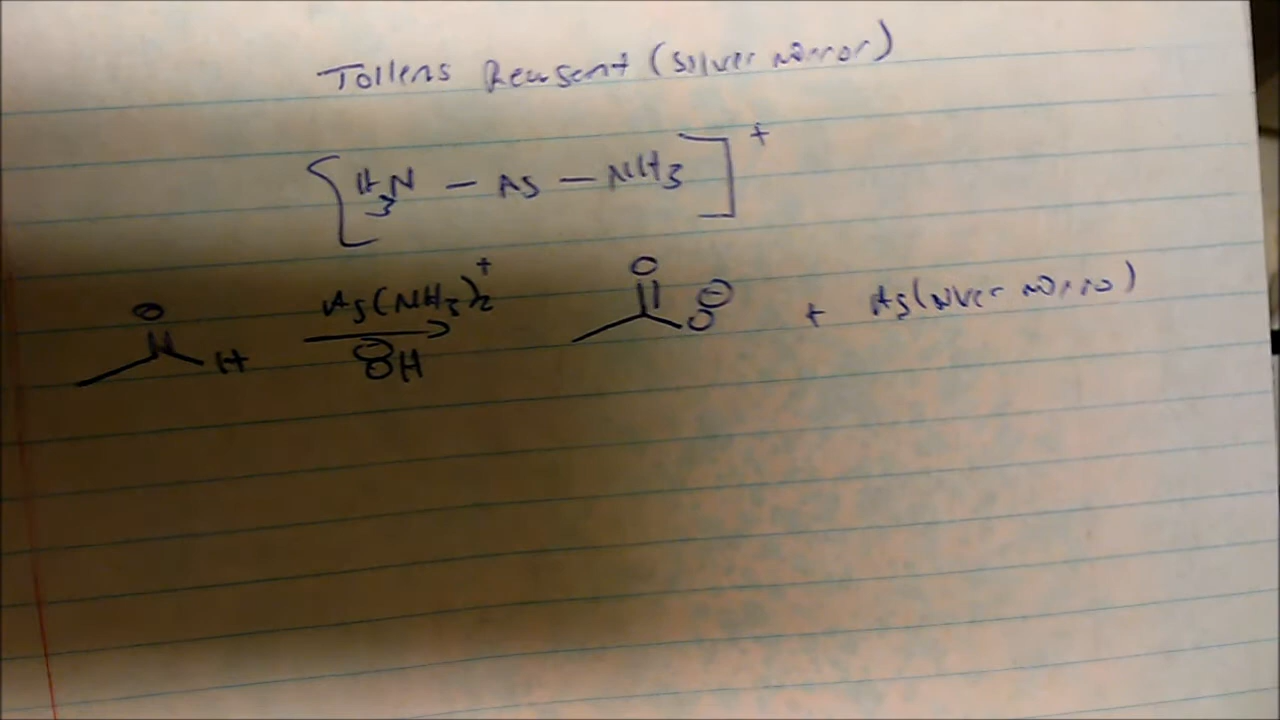 Tollens Reagent (silver mirror)
[H3N - Ag - NH3]+
O Ag(NH3)2+ O
H ⊖OH O⊖ + Ag (silver mirror)